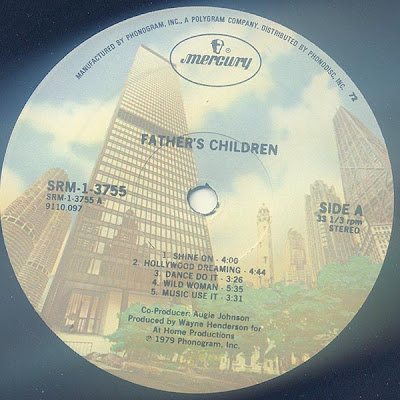 MANUFACTURED BY PHONOGRAM, INC., A POLYGRAM COMPANY, DISTRIBUTED BY PHONODISC, INC. 72
mercury
FATHER'S CHILDREN
SRM-1-3755
SRM-1-3755 A
9110.097
SIDE A
33 1/3 rpm
STEREO
1. SHINE ON - 4:00
2. HOLLYWOOD DREAMING - 4:44
3. DANCE DO IT - 3:26
4. WILD WOMAN - 5:35
5. MUSIC USE IT - 3:31
Co-Producer: Augie Johnson
Produced by Wayne Henderson for
At Home Productions
℗ 1979 Phonogram, Inc.